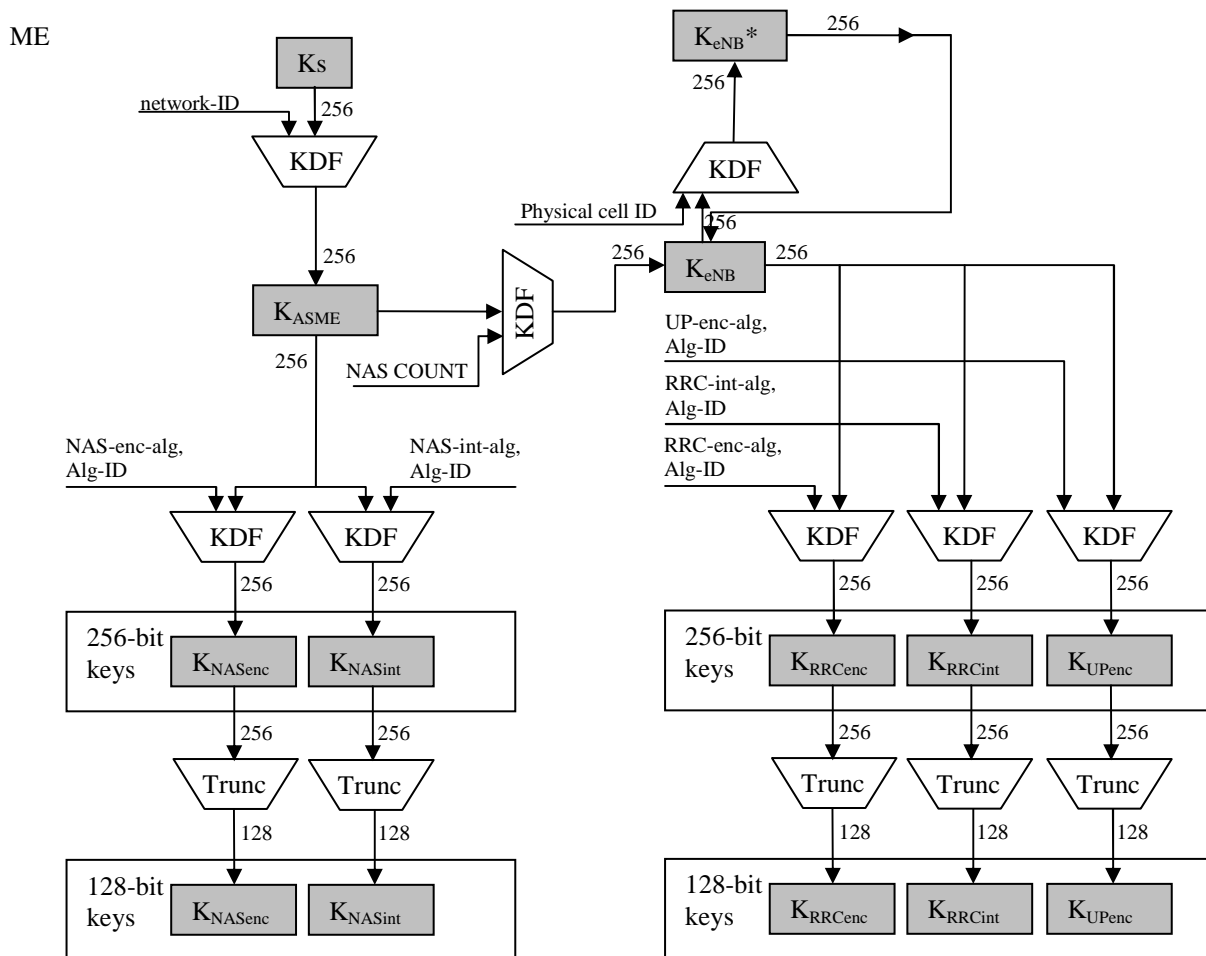 ME
Ks
256
network-ID
KDF
256
KASME
256
NAS COUNT
KDF
256
KeNB*
256
256
KDF
Physical cell ID
256
KeNB
256
UP-enc-alg,
Alg-ID
RRC-int-alg,
Alg-ID
RRC-enc-alg,
Alg-ID
NAS-enc-alg,
Alg-ID
NAS-int-alg,
Alg-ID
KDF
KDF
KDF
KDF
KDF
256
256
256
256
256
256-bit
keys
KNASenc
KNASint
256-bit
keys
KRRCenc
KRRCint
KUPenc
256
256
256
256
256
Trunc
Trunc
Trunc
Trunc
Trunc
128
128
128
128
128
128-bit
keys
KNASenc
KNASint
128-bit
keys
KRRCenc
KRRCint
KUPenc